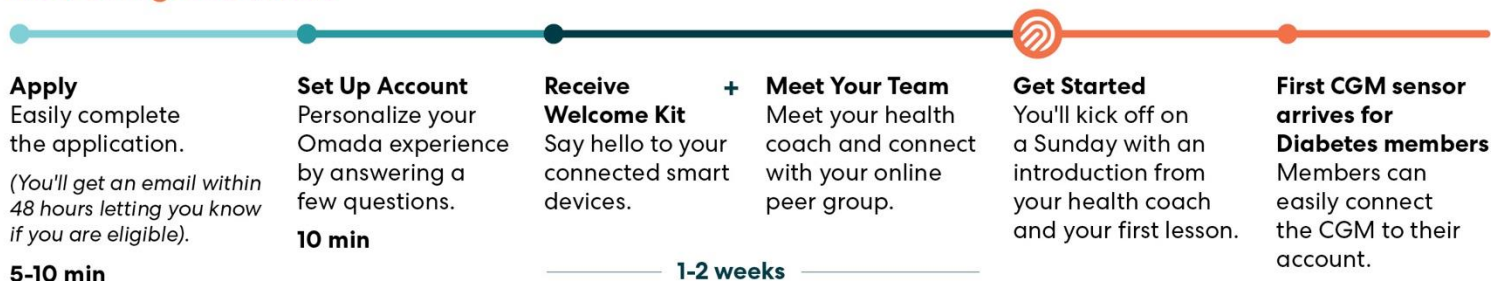 Apply
Easily complete
the application.
(You'll get an email within
48 hours letting you know
if you are eligible).
5-10 min
Set Up Account
Personalize your
Omada experience
by answering a
few questions.
10 min
Receive
Welcome Kit
Say hello to your
connected smart
devices.
+
Meet Your Team
Meet your health
coach and connect
with your online
peer group.
1-2 weeks
Get Started
You'll kick off on
a Sunday with an
introduction from
your health coach
and your first lesson.
First CGM sensor
arrives for
Diabetes members
Members can
easily connect
the CGM to their
account.